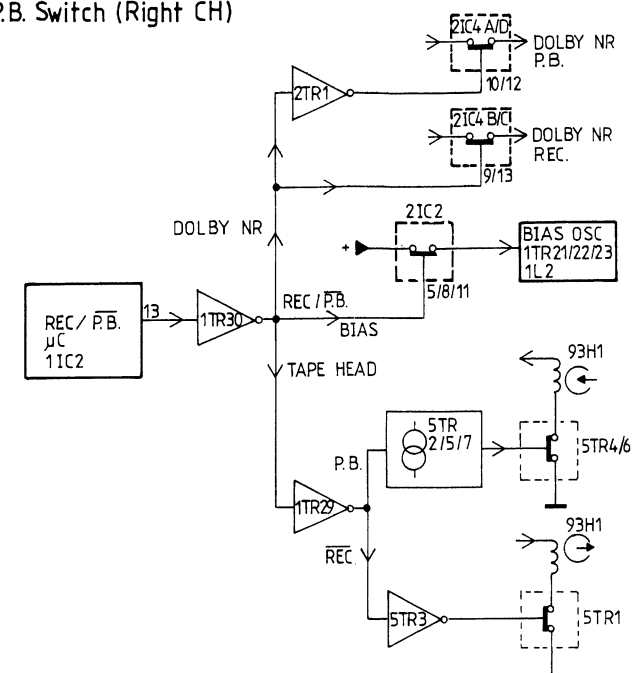 P.B. Switch (Right CH)
2IC4 A/D
DOLBY NR
P.B.
10/12
2TR1
2IC4 B/C
DOLBY NR
REC.
9/13
DOLBY NR
2IC2
+
BIAS OSC
1TR21/22/23
1L2
5/8/11
REC/P̅.B̅.
BIAS
REC/P̅.B̅.
µC
1IC2
13
1TR30
TAPE HEAD
93H1
5TR
2/5/7
5TR4/6
P.B.
1TR29
93H1
R̅E̅C̅.
5TR3
5TR1